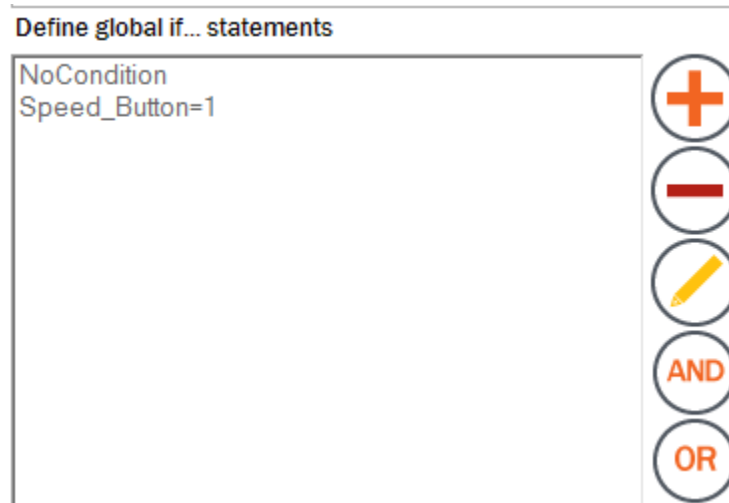 Define global if... statements
NoCondition
Speed_Button=1
AND
OR